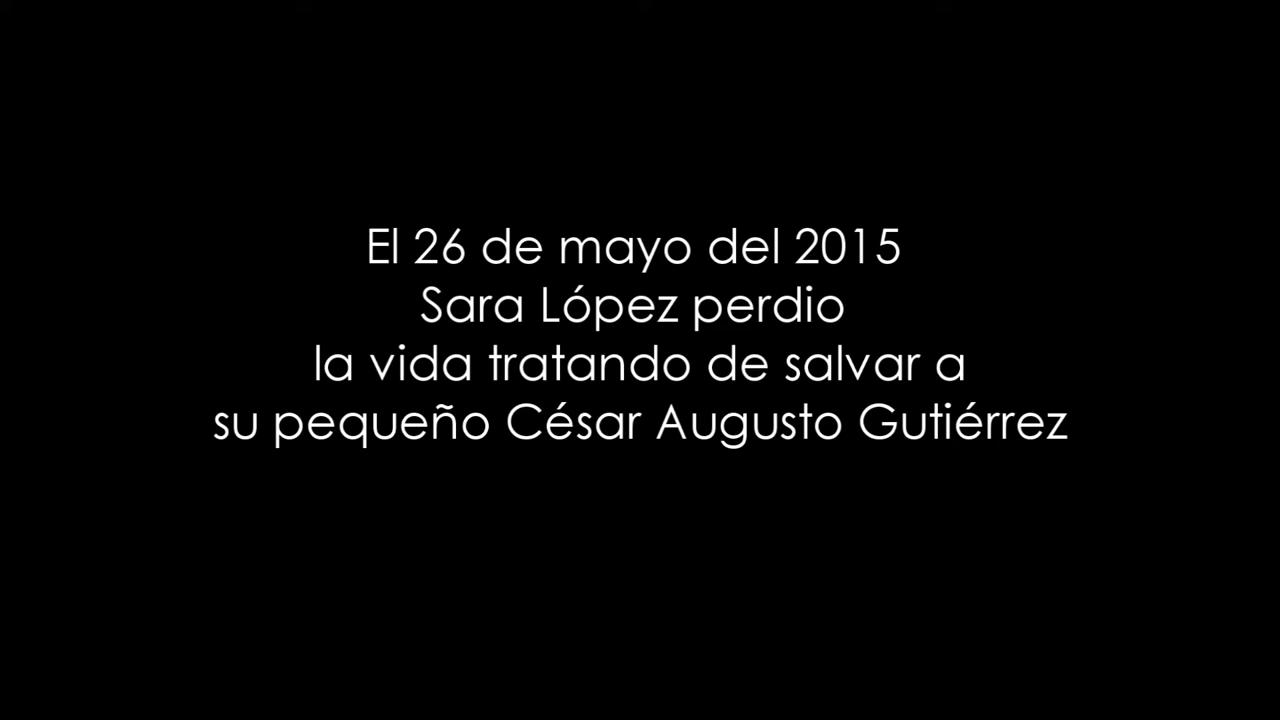 El 26 de mayo del 2015
Sara López perdio
la vida tratando de salvar a
su pequeño César Augusto Gutiérrez